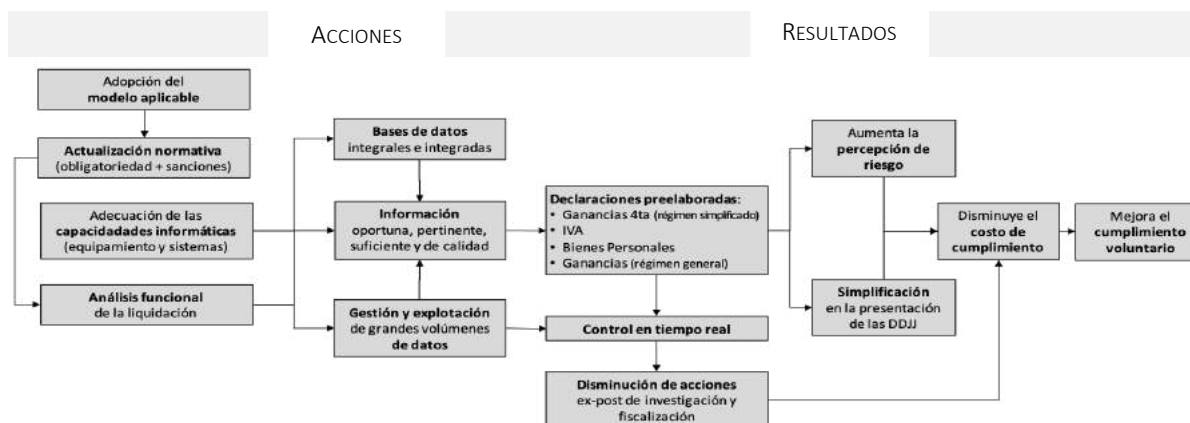 ACCIONES
RESULTADOS
Adopción del
modelo aplicable
Actualización normativa
(obligatoriedad + sanciones)
Adecuación de las
capacidades informáticas
(equipamiento y sistemas)
Análisis funcional
de la liquidación
Bases de datos
integrales e integradas
Información
oportuna, pertinente,
suficiente y de calidad
Gestión y explotación
de grandes volúmenes
de datos
Declaraciones preelaboradas:
• Ganancias 4ta (régimen simplificado)
• IVA
• Bienes Personales
• Ganancias (régimen general)
Control en tiempo real
Disminución de acciones
ex-post de investigación y
fiscalización
Aumenta la
percepción de
riesgo
Simplificación
en la presentación
de las DDJJ
Disminuye el
costo de
cumplimiento
Mejora el
cumplimiento
voluntario